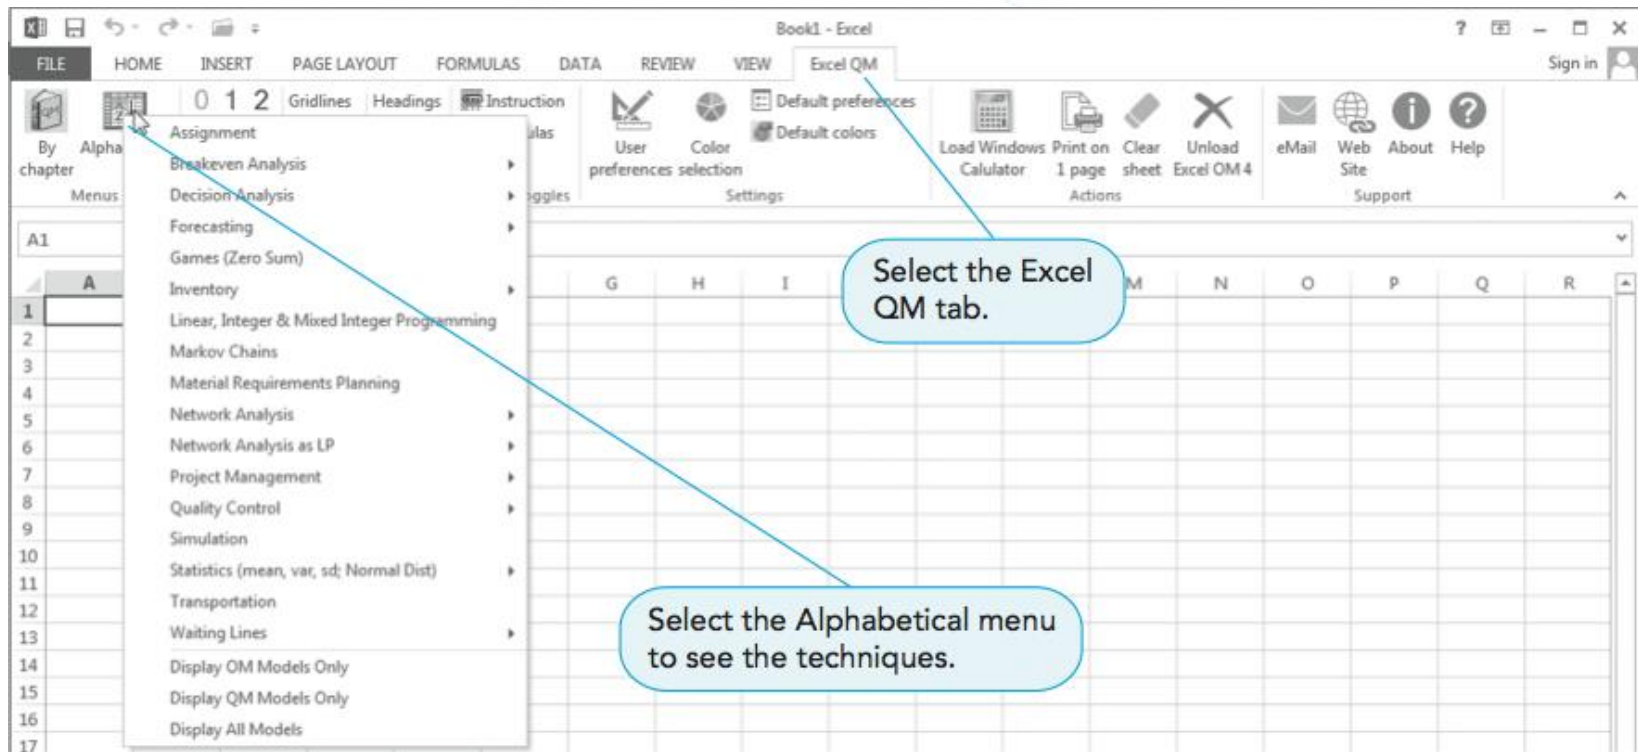 Book1 - Excel
FILE HOME INSERT PAGE LAYOUT FORMULAS DATA REVIEW VIEW Excel QM Sign in
0 1 2 Gridlines Headings Instruction Default preferences
Default colors
By chapter Alpha ulas User preferences Color selection Load Windows Calulator Print on 1 page Clear sheet Unload Excel OM 4 eMail Web Site About Help
Menus oggles Settings Actions Support
A1
A G H I M N O P Q R
1
2
3
4
5
6
7
8
9
10
11
12
13
14
15
16
17
Assignment
Breakeven Analysis
Decision Analysis
Forecasting
Games (Zero Sum)
Inventory
Linear, Integer & Mixed Integer Programming
Markov Chains
Material Requirements Planning
Network Analysis
Network Analysis as LP
Project Management
Quality Control
Simulation
Statistics (mean, var, sd; Normal Dist)
Transportation
Waiting Lines
Display OM Models Only
Display QM Models Only
Display All Models
Select the Excel
QM tab.
Select the Alphabetical menu
to see the techniques.